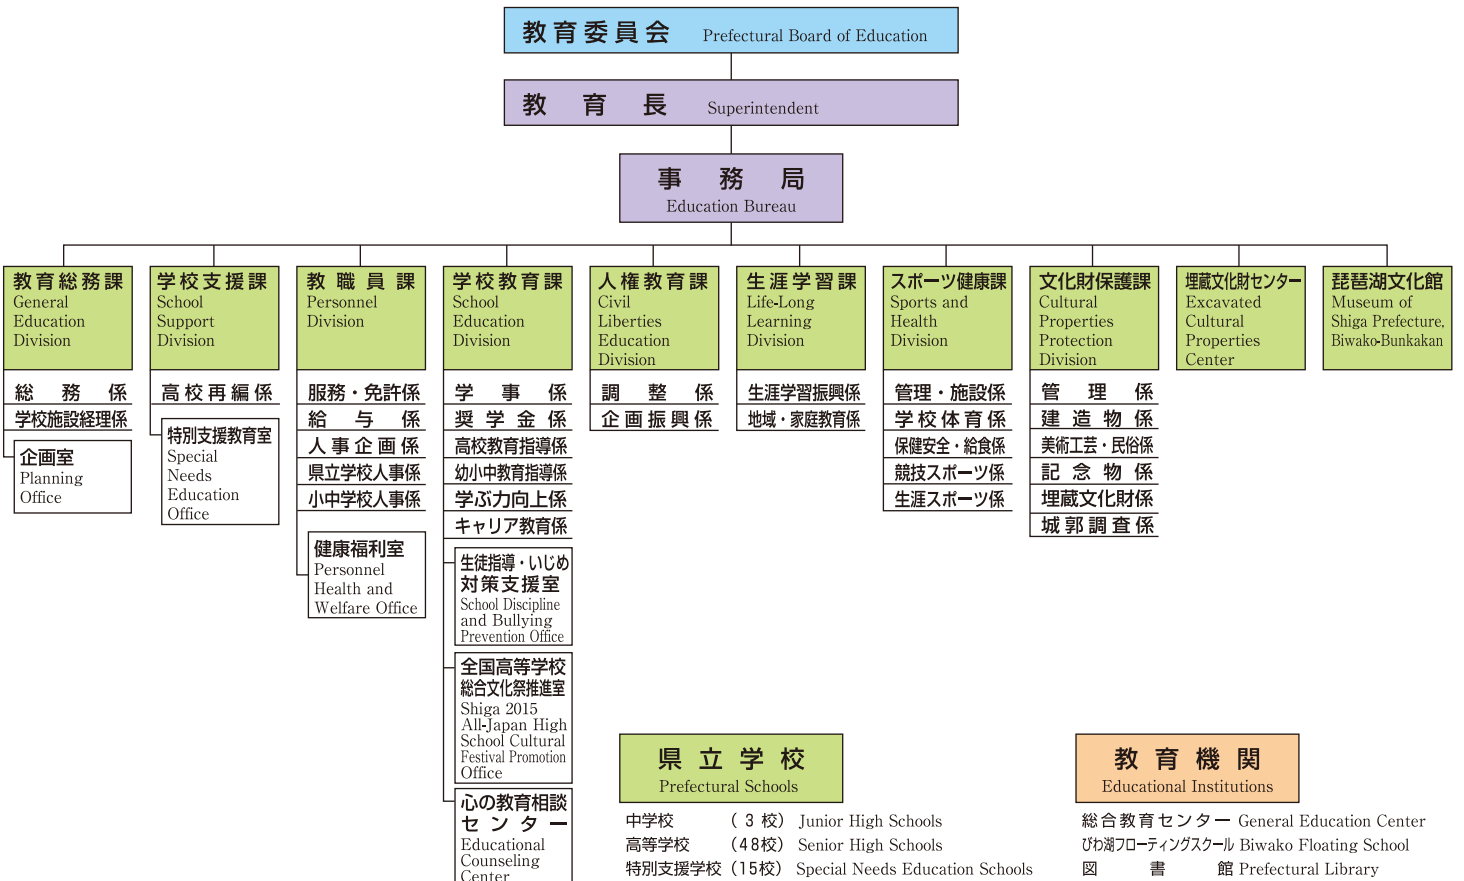 教育委員会 Prefectural Board of Education
教育長 Superintendent
事務局
Education Bureau
教育総務課
General
Education
Division
総務係
学校施設経理係
企画室
Planning
Office
学校支援課
School
Support
Division
高校再編係
特別支援教育室
Special
Needs
Education
Office
教職員課
Personnel
Division
服務・免許係
給与係
人事企画係
県立学校人事係
小中学校人事係
健康福利室
Personnel
Health and
Welfare Office
学校教育課
School
Education
Division
学事係
奨学金係
高校教育指導係
幼小中教育指導係
学ぶ力向上係
キャリア教育係
生徒指導・いじめ
対策支援室
School Discipline
and Bullying
Prevention Office
全国高等学校
総合文化祭推進室
Shiga 2015
All-Japan High
School Cultural
Festival Promotion
Office
心の教育相談
センター
Educational
Counseling
Center
人権教育課
Civil
Liberties
Education
Division
調整係
企画振興係
生涯学習課
Life-Long
Learning
Division
生涯学習振興係
地域・家庭教育係
スポーツ健康課
Sports and
Health
Division
管理・施設係
学校体育係
保健安全・給食係
競技スポーツ係
生涯スポーツ係
文化財保護課
Cultural
Properties
Protection
Division
管理係
建造物係
美術工芸・民俗係
記念物係
埋蔵文化財係
城郭調査係
埋蔵文化財センター
Excavated
Cultural
Properties
Center
琵琶湖文化館
Museum of
Shiga Prefecture,
Biwako-Bunkakan
県立学校
Prefectural Schools
中学校 （ 3 校） Junior High Schools
高等学校 （48校） Senior High Schools
特別支援学校（15校） Special Needs Education Schools
教育機関
Educational Institutions
総合教育センター General Education Center
びわ湖フローティングスクール Biwako Floating School
図書館 Prefectural Library